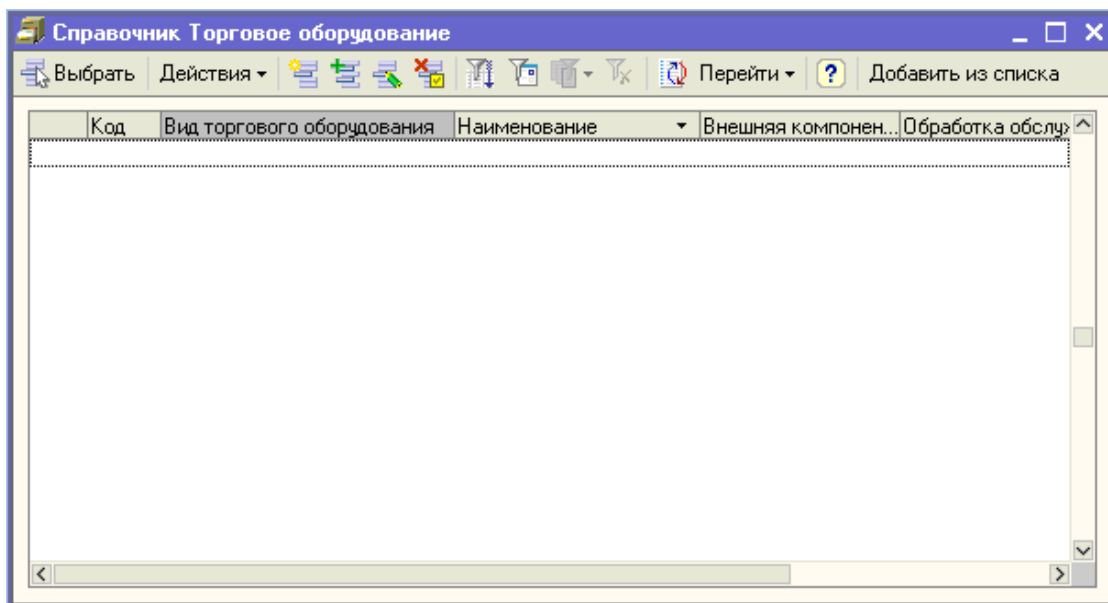 Справочник Торговое оборудование
Выбрать Действия Перейти ? Добавить из списка
Код Вид торгового оборудования Наименование Внешняя компонен... Обработка обслу